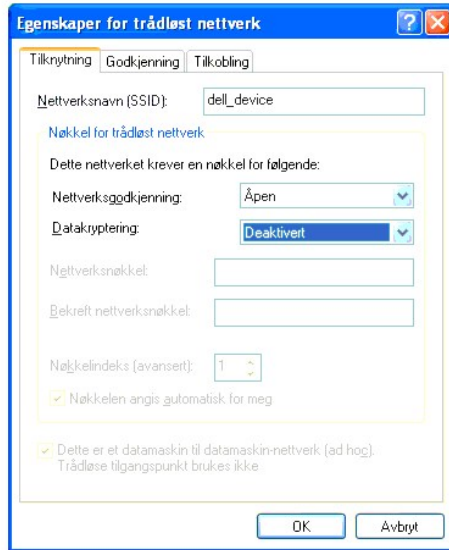 Egenskaper for trådløst nettverk
Tilknytning Godkjenning Tilkobling
Nettverksnavn (SSID): dell_device
Nøkkel for trådløst nettverk
Dette nettverket krever en nøkkel for følgende:
Nettverksgodkjenning: Åpen
Datakryptering: Deaktivert
Nettverksnøkkel:
Bekreft nettverksnøkkel:
Nøkkelindeks (avansert): 1
Nøkkelen angis automatisk for meg
Dette er et datamaskin til datamaskin-nettverk (ad hoc).
Trådløse tilgangspunkt brukes ikke
OK Avbryt